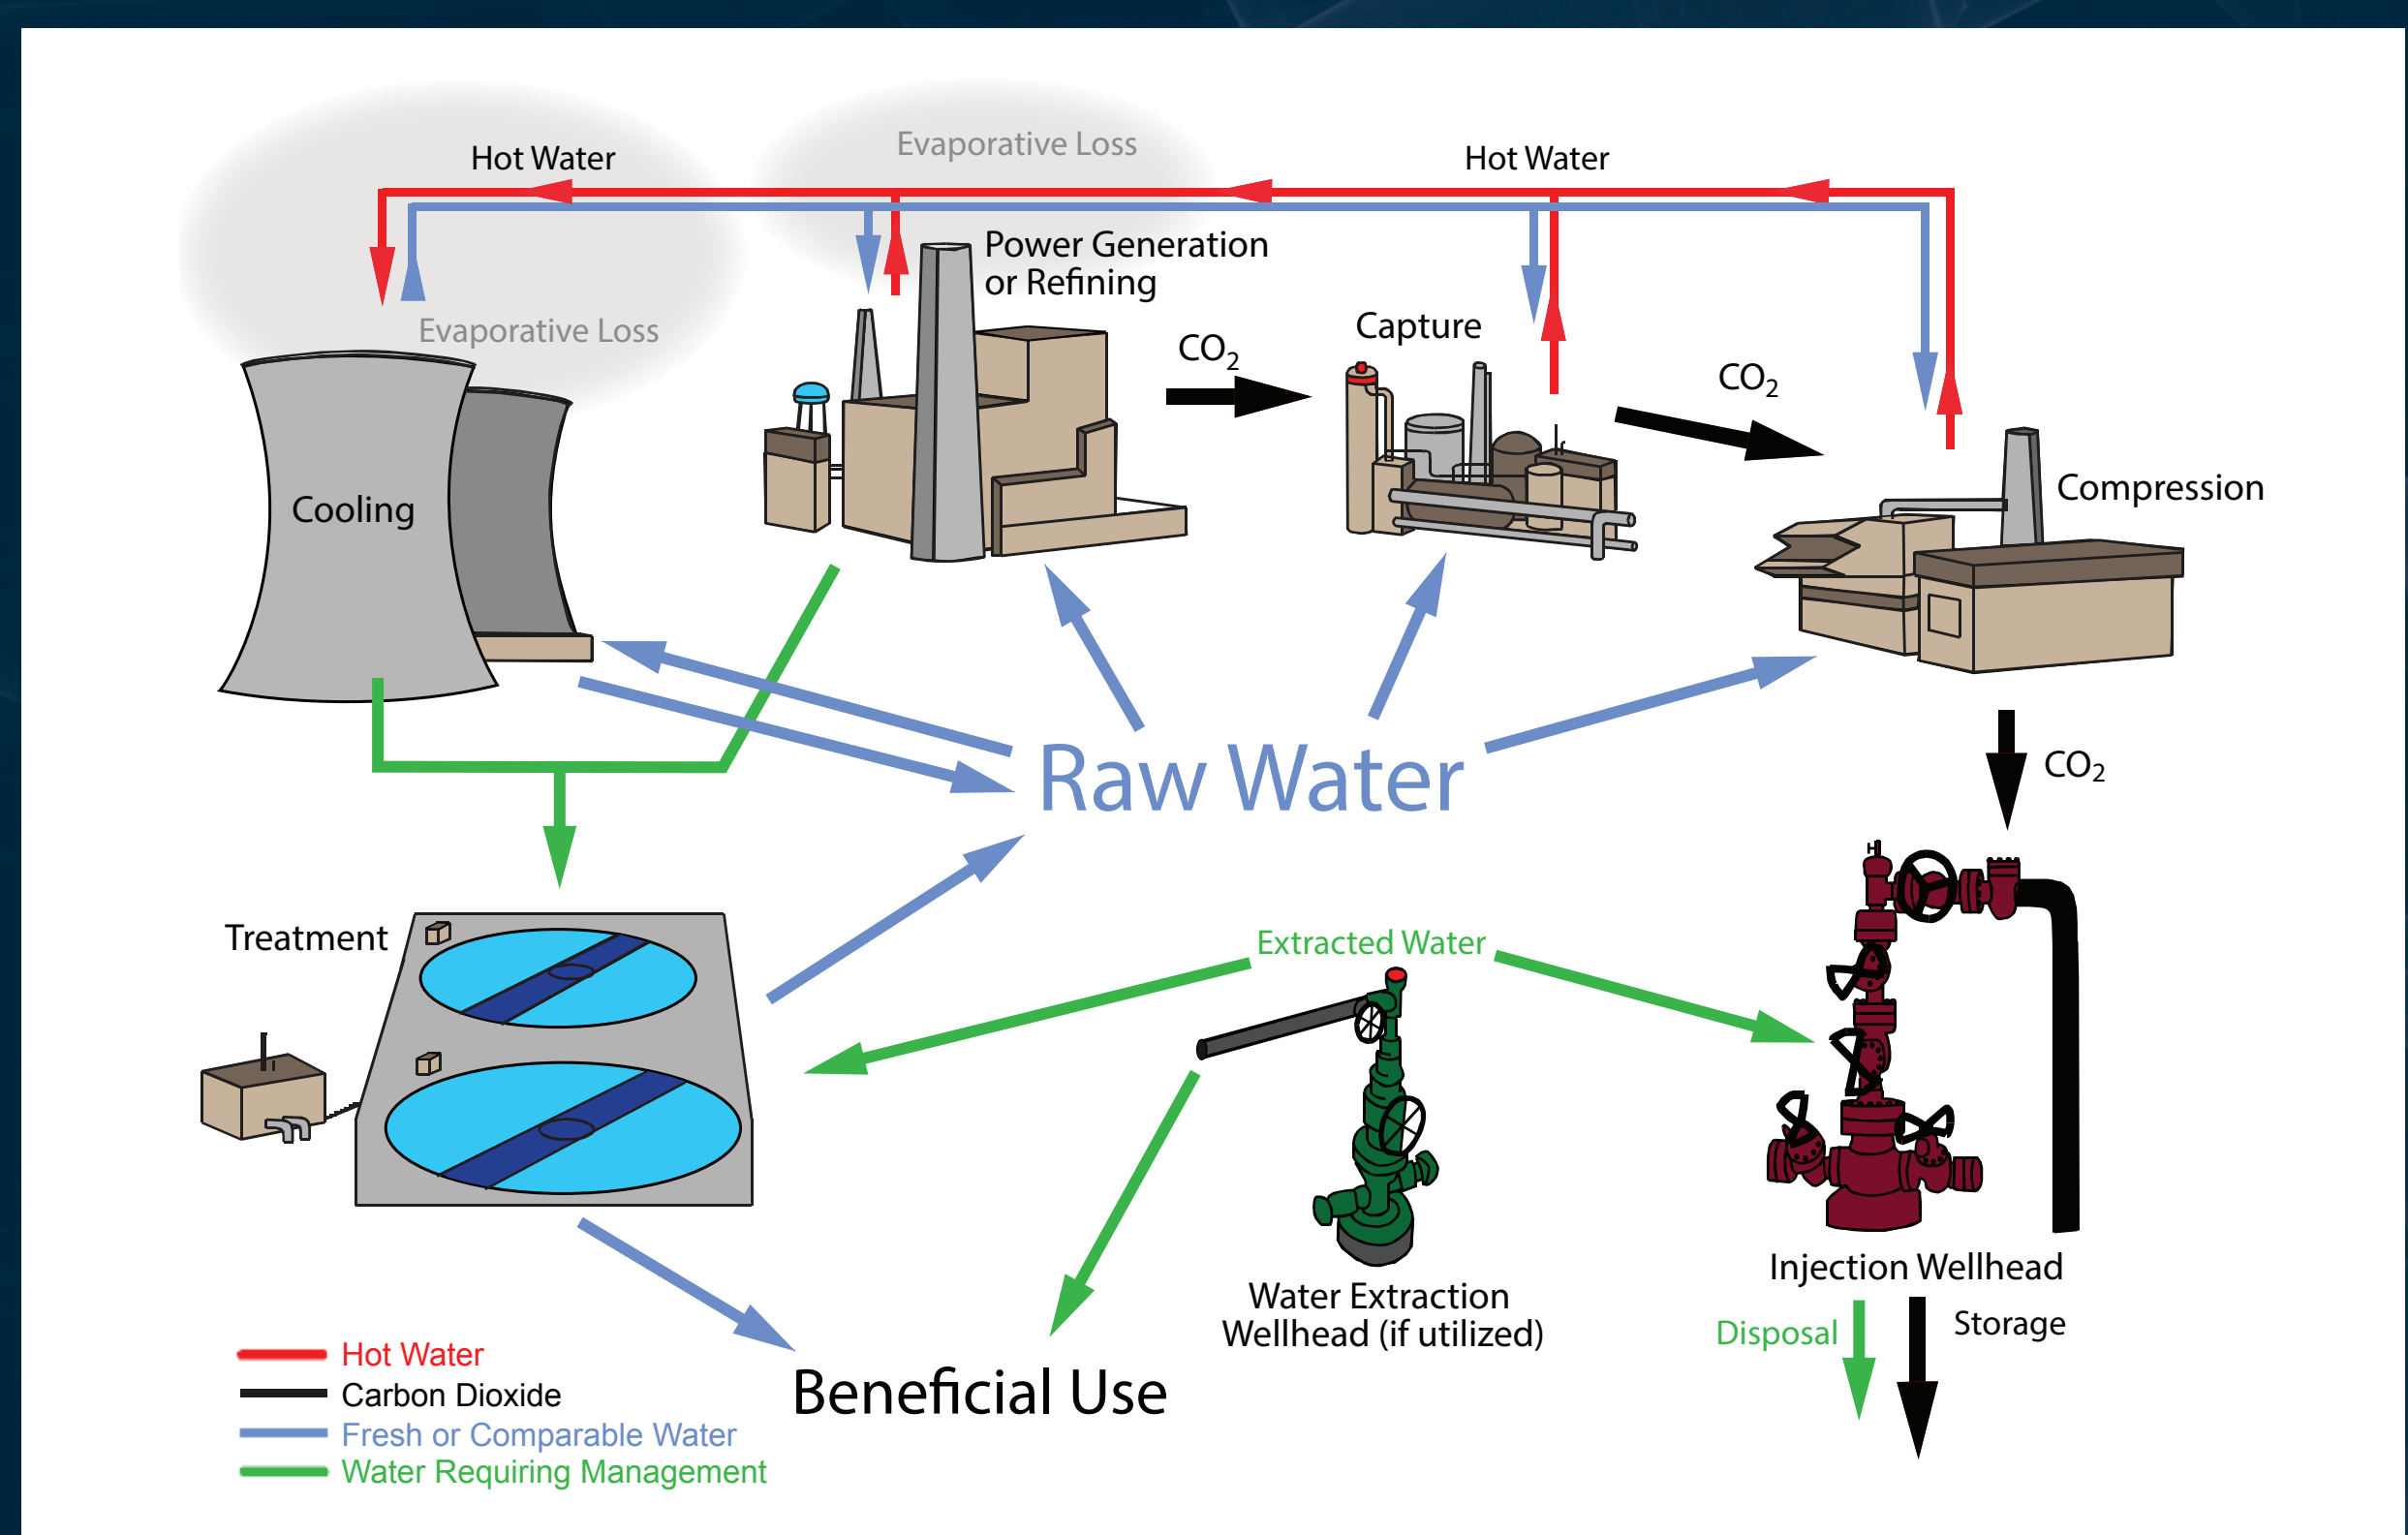 Evaporative Loss
Hot Water
Hot Water
Power Generation
or Refining
Evaporative Loss
Capture
CO₂
CO₂
Cooling
Compression
Raw Water
CO₂
Treatment
Extracted Water
Injection Wellhead
Water Extraction
Wellhead (if utilized)
Disposal
Storage
Beneficial Use
Hot Water
Carbon Dioxide
Fresh or Comparable Water
Water Requiring Management